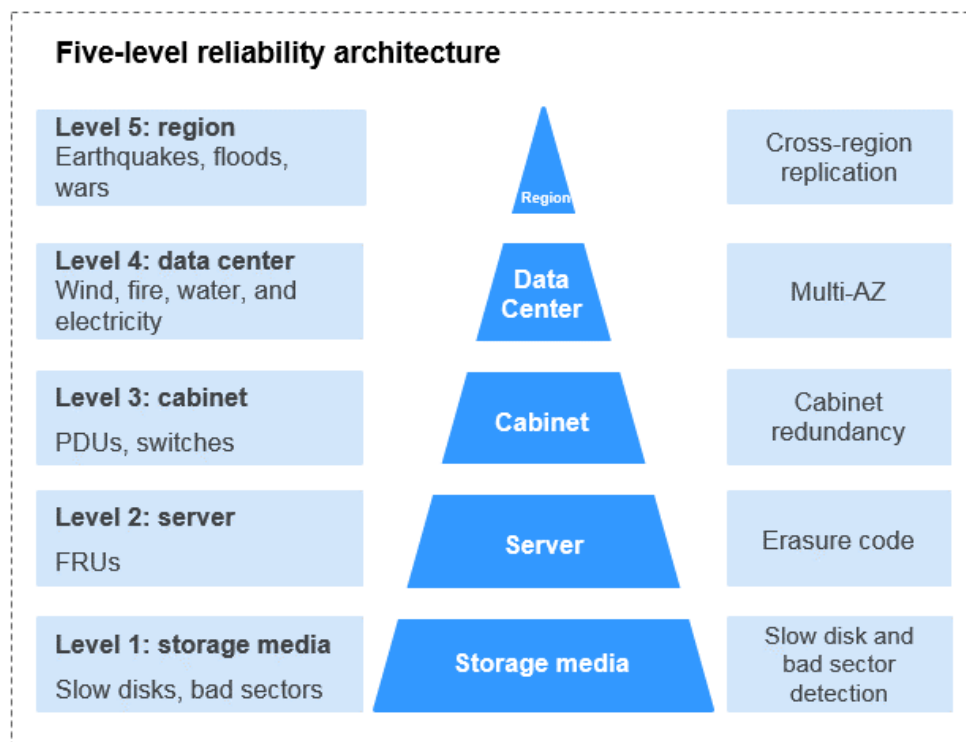 Five-level reliability architecture
Level 5: region
Earthquakes, floods,
wars
Region
Cross-region
replication
Level 4: data center
Wind, fire, water, and
electricity
Data
Center
Multi-AZ
Level 3: cabinet
PDUs, switches
Cabinet
Cabinet
redundancy
Level 2: server
FRUs
Server
Erasure code
Level 1: storage media
Slow disks, bad sectors
Storage media
Slow disk and
bad sector
detection